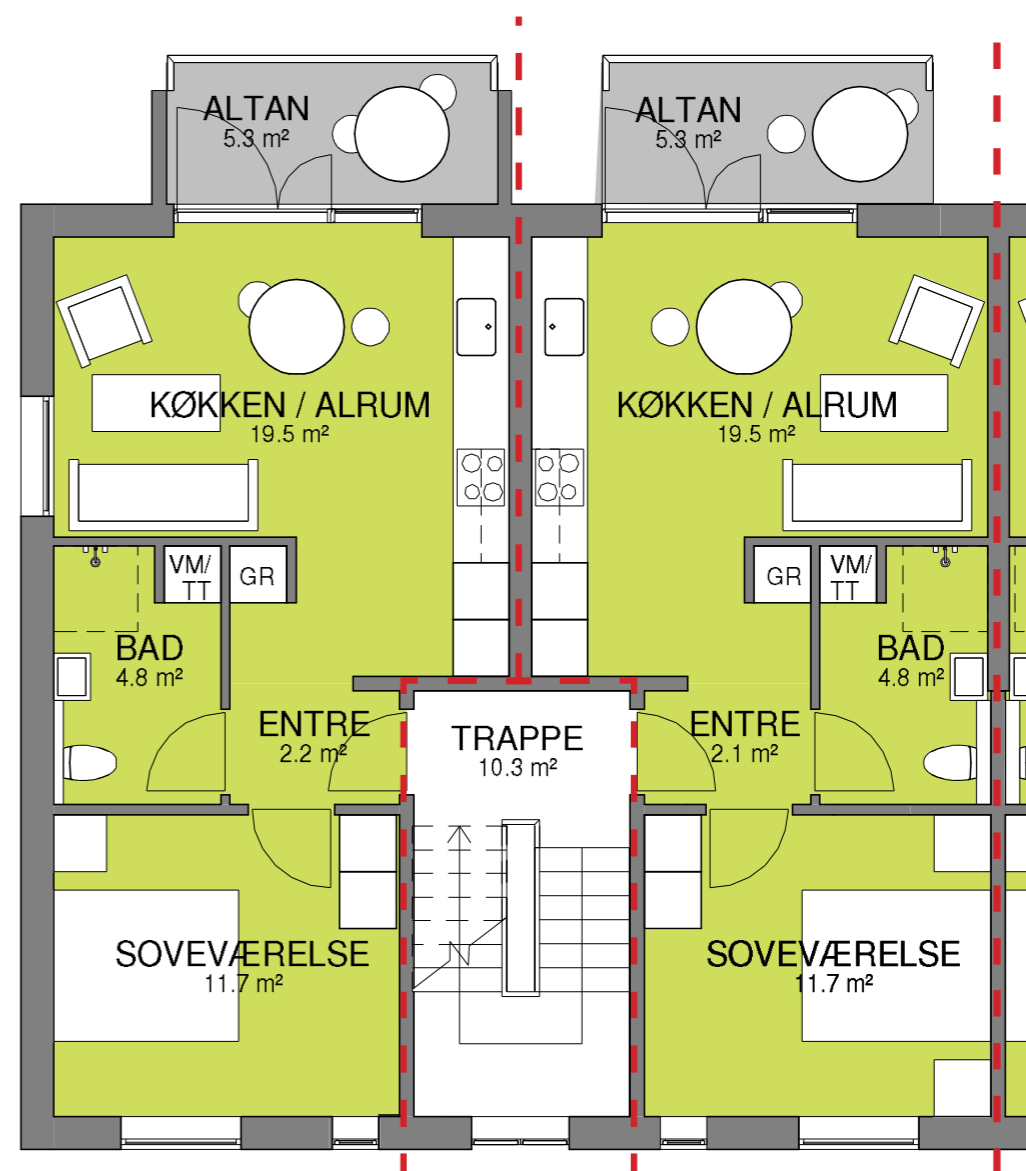 ALTAN
5.3 m²
ALTAN
5.3 m²
KØKKEN / ALRUM
19.5 m²
KØKKEN / ALRUM
19.5 m²
VM/
TT
GR
GR
VM/
TT
BAD
4.8 m²
BAD
4.8 m²
ENTRE
2.2 m²
TRAPPE
10.3 m²
ENTRE
2.1 m²
SOVEVÆRELSE
11.7 m²
SOVEVÆRELSE
11.7 m²